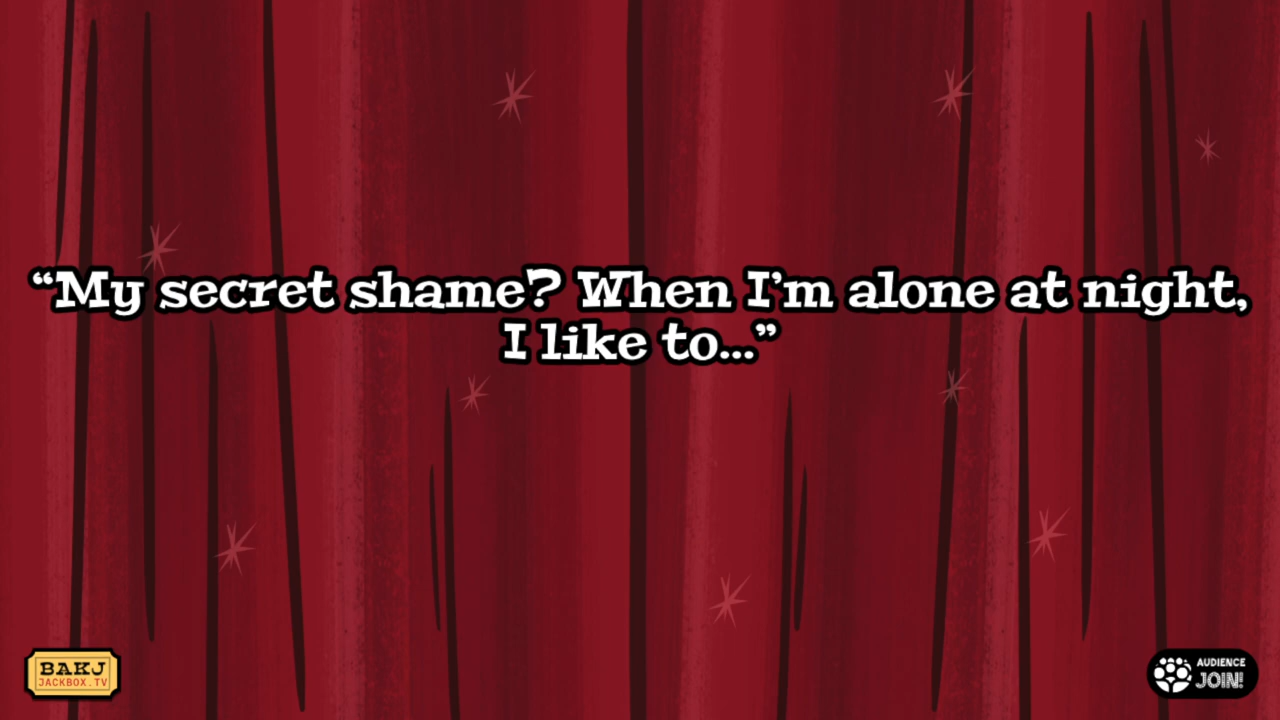 “My secret shame? When I’m alone at night,
I like to...”
BAKJ
JACKBOX.TV
AUDIENCE
JOIN!